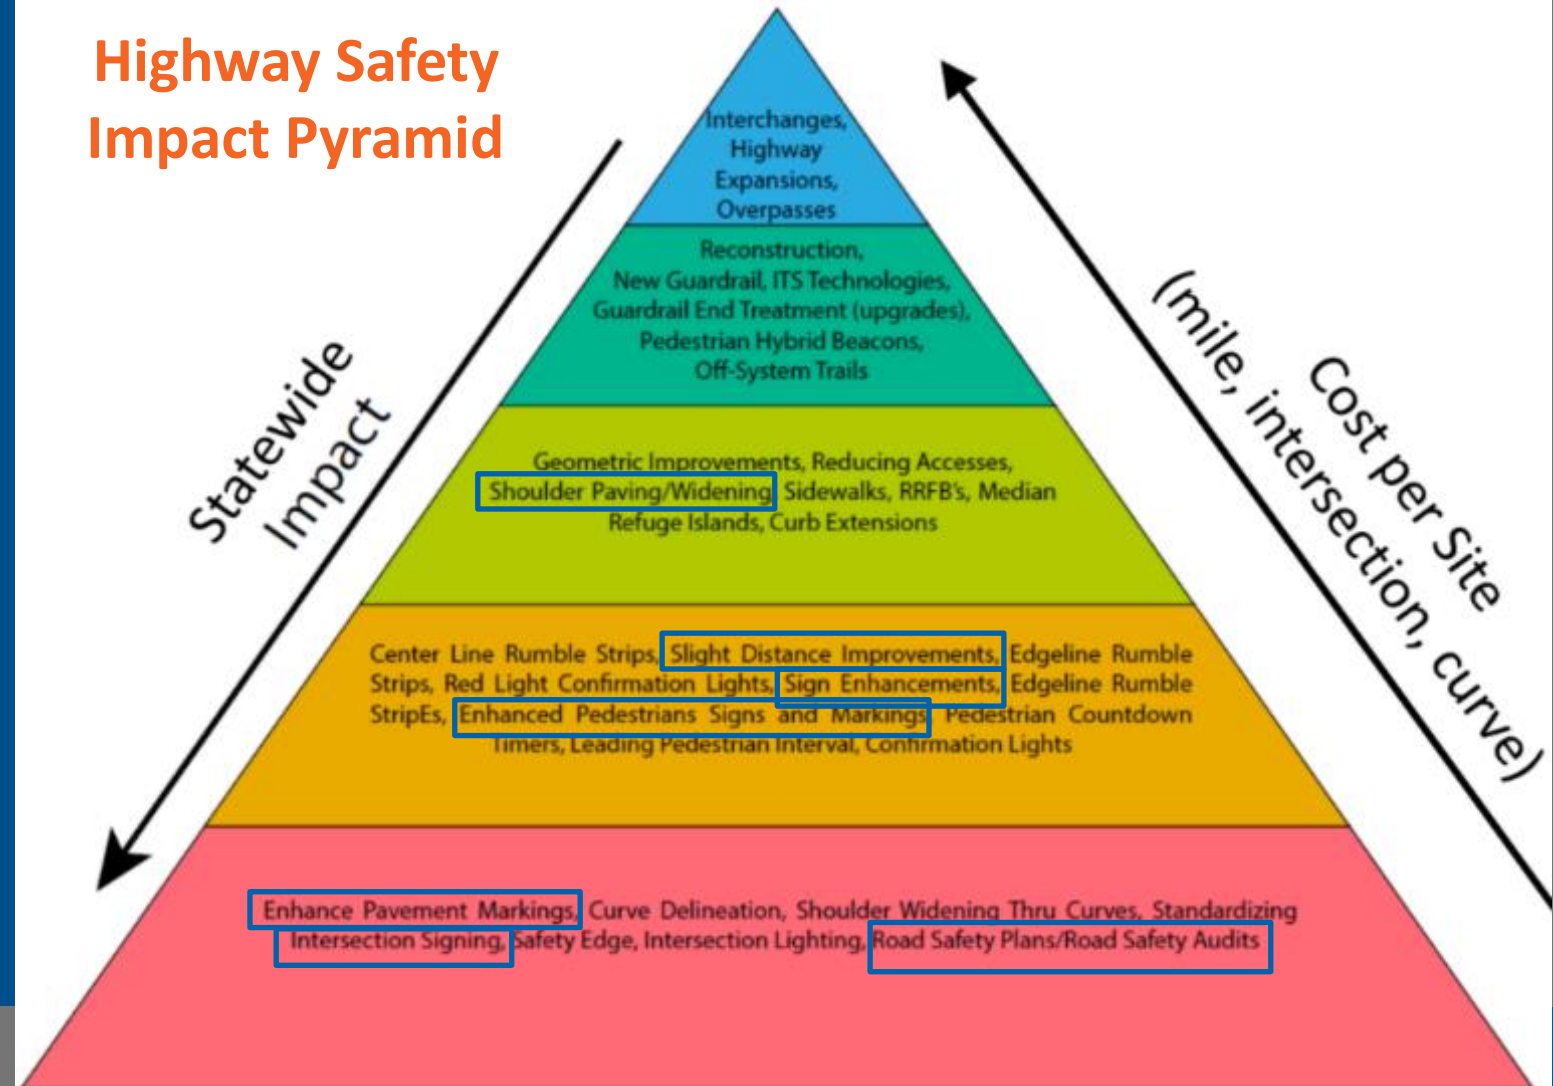 Highway Safety
Impact Pyramid
Interchanges,
Highway
Expansions,
Overpasses
Reconstruction,
New Guardrail, ITS Technologies,
Guardrail End Treatment (upgrades),
Pedestrian Hybrid Beacons,
Off-System Trails
Geometric Improvements, Reducing Accesses,
Shoulder Paving/Widening, Sidewalks, RRFB's, Median
Refuge Islands, Curb Extensions
Center Line Rumble Strips, Slight Distance Improvements, Edgeline Rumble
Strips, Red Light Confirmation Lights, Sign Enhancements, Edgeline Rumble
StripEs, Enhanced Pedestrians Signs and Markings, Pedestrian Countdown
Timers, Leading Pedestrian Interval, Confirmation Lights
Enhance Pavement Markings, Curve Delineation, Shoulder Widening Thru Curves, Standardizing
Intersection Signing, Safety Edge, Intersection Lighting, Road Safety Plans/Road Safety Audits
Statewide
Impact
Cost per Site
(mile, intersection, curve)